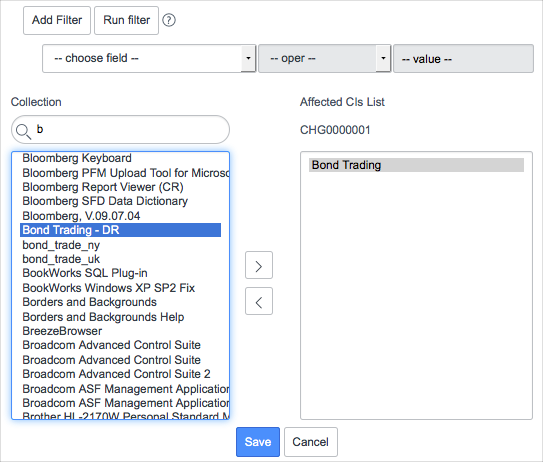 Add Filter Run filter ?
-- choose field -- -- oper -- -- value --
Collection Affected CIs List
b CHG0000001
Bloomberg Keyboard Bond Trading
Bloomberg PFM Upload Tool for Microso
Bloomberg Report Viewer (CR)
Bloomberg SFD Data Dictionary
Bloomberg, V.09.07.04
Bond Trading - DR
bond_trade_ny
bond_trade_uk
BookWorks SQL Plug-in
BookWorks Windows XP SP2 Fix
Borders and Backgrounds
Borders and Backgrounds Help
BreezeBrowser
Broadcom Advanced Control Suite
Broadcom Advanced Control Suite
Broadcom Advanced Control Suite 2
Broadcom ASF Management Application
Broadcom ASF Management Application
Brother HL-2170W Personal Standard M
Save Cancel